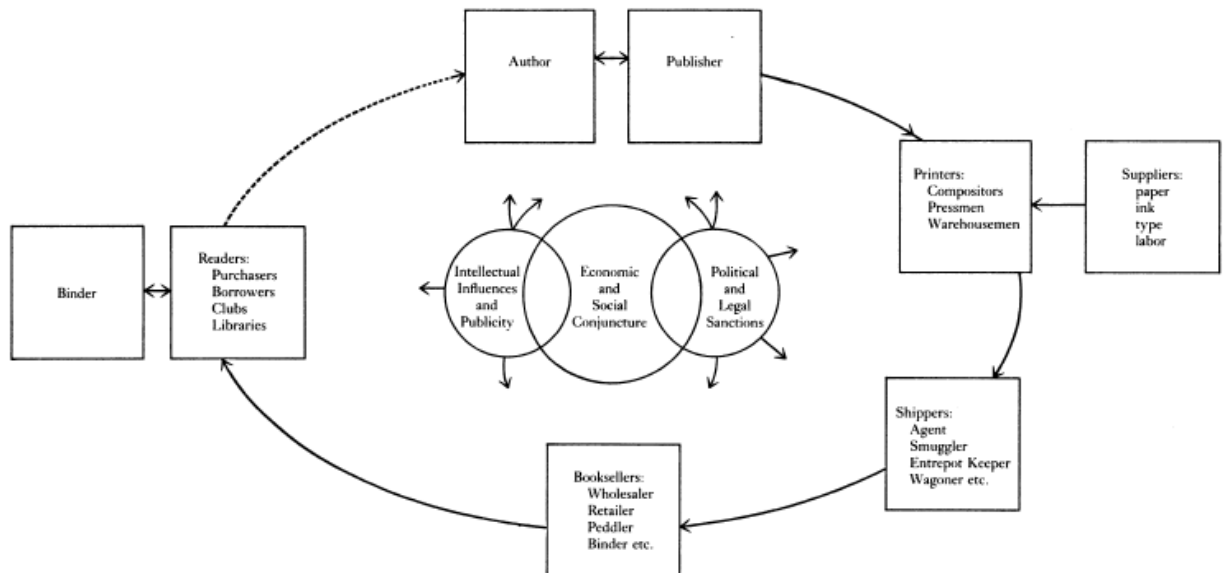 Author
Publisher
Printers:
Compositors
Pressmen
Warehousemen
Suppliers:
paper
ink
type
labor
Binder
Readers:
Purchasers
Borrowers
Clubs
Libraries
Intellectual
Influences
and
Publicity
Economic
and
Social
Conjuncture
Political
and
Legal
Sanctions
Shippers:
Agent
Smuggler
Entrepot Keeper
Wagoner etc.
Booksellers:
Wholesaler
Retailer
Peddler
Binder etc.